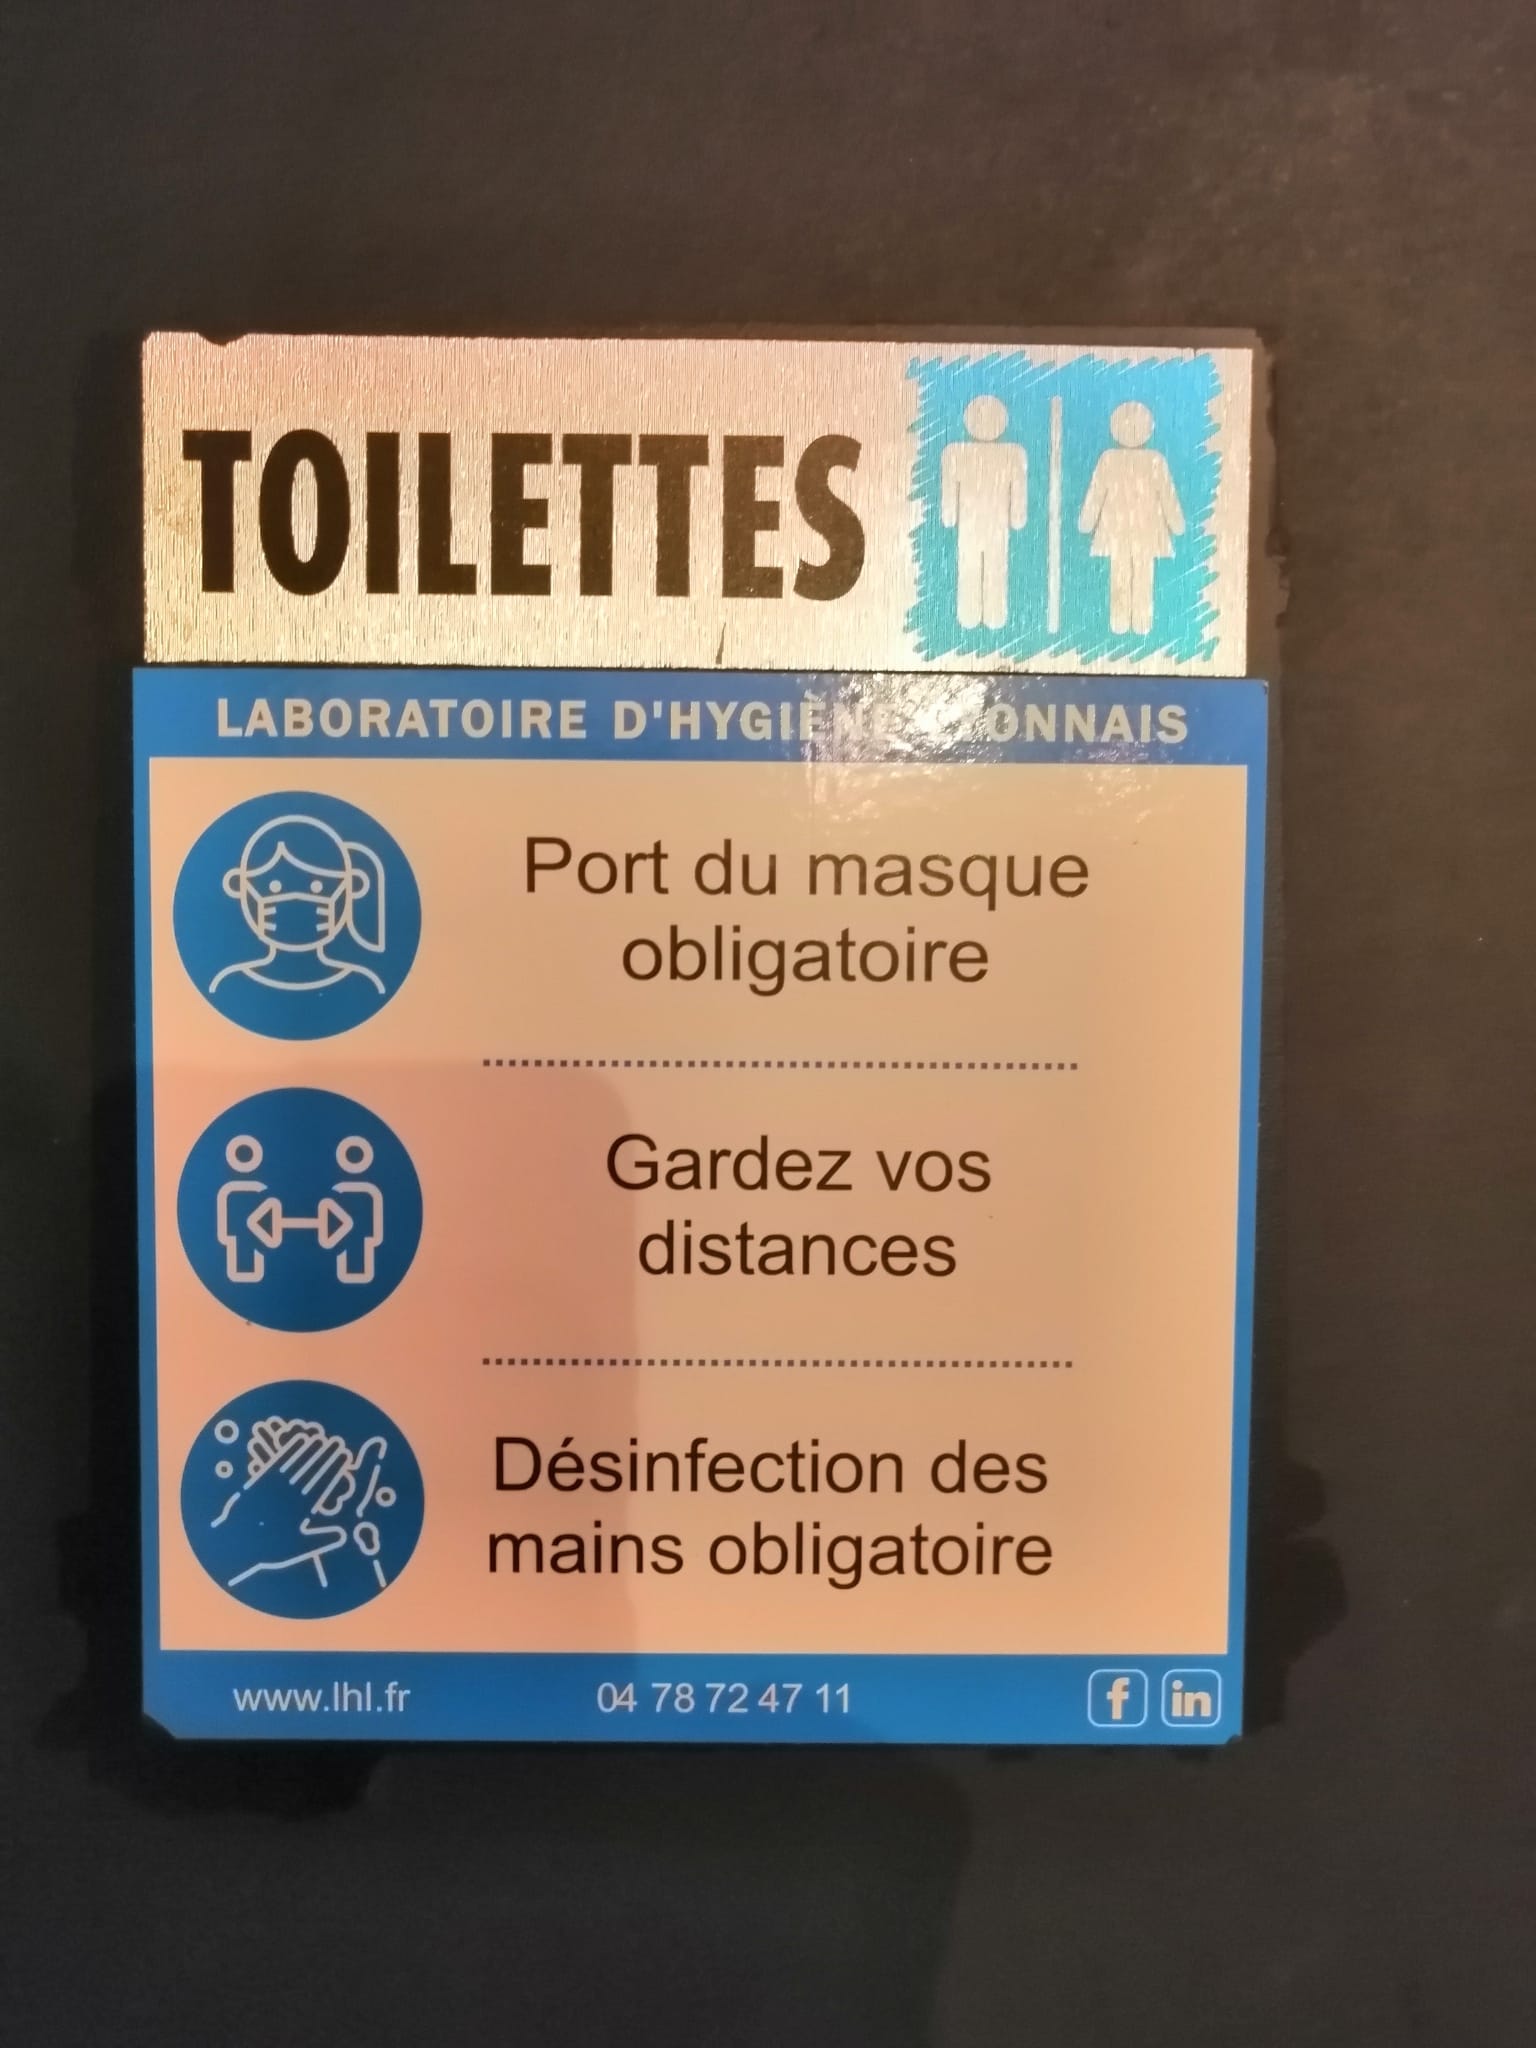 TOILETTES
LABORATOIRE D'HYGIÈNE LYONNAIS
Port du masque
obligatoire
Gardez vos
distances
Désinfection des
mains obligatoire
www.lhl.fr 04 78 72 47 11 f in